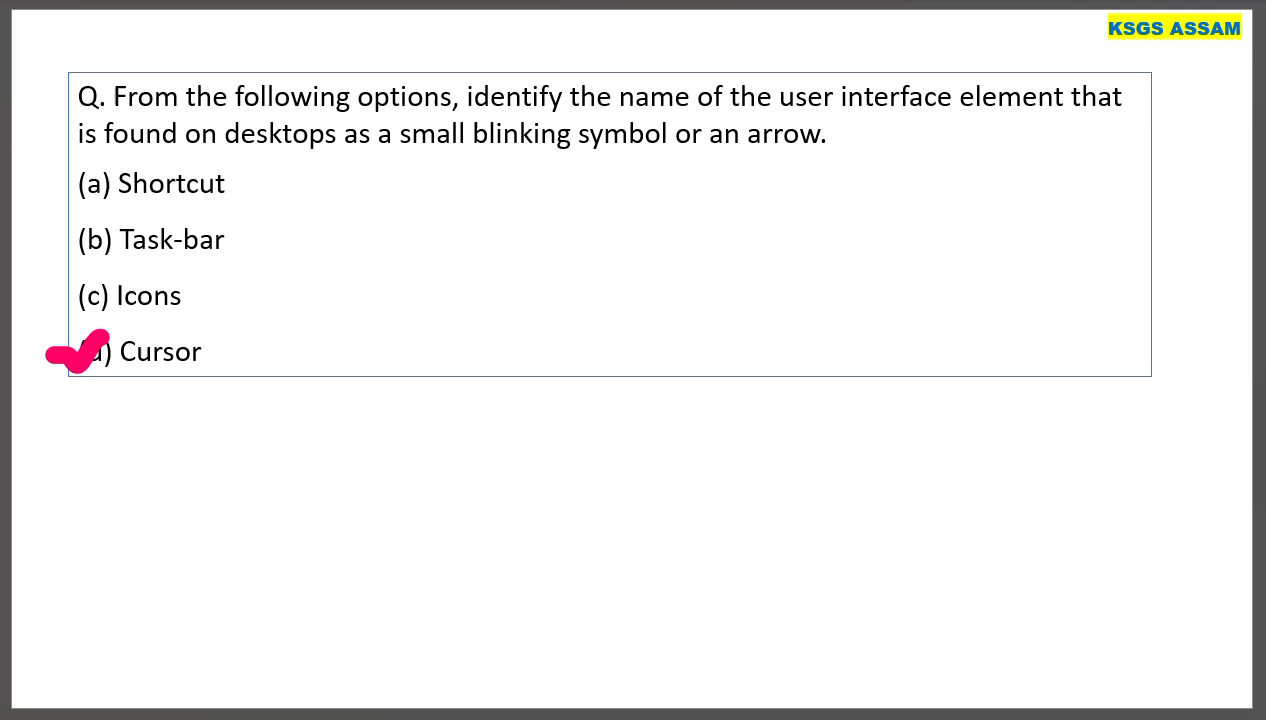 KSGS ASSAM
Q. From the following options, identify the name of the user interface element that
is found on desktops as a small blinking symbol or an arrow.
(a) Shortcut
(b) Task-bar
(c) Icons
(d) Cursor